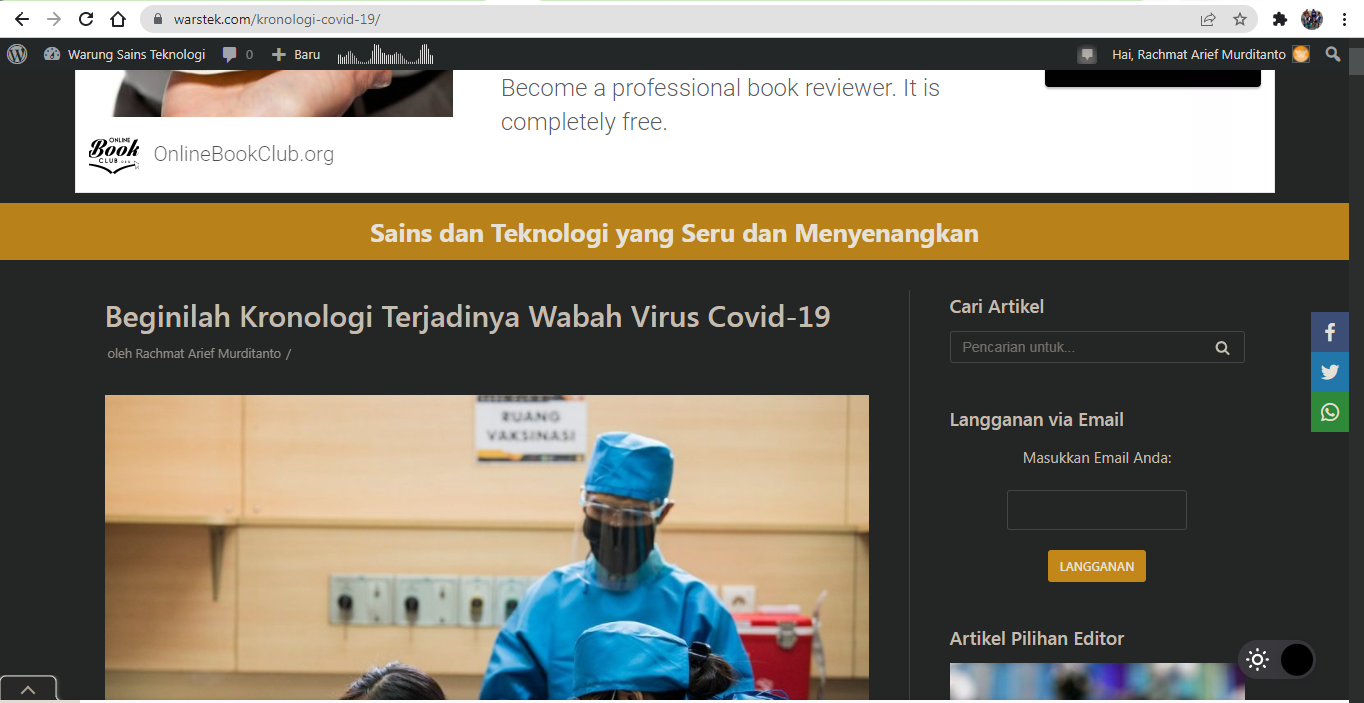 warstek.com/kronologi-covid-19/
Warung Sains Teknologi
0
Baru
Hai, Rachmat Arief Murditanto
Become a professional book reviewer. It is
completely free.
ONLINE
Book
CLUB.ORG
OnlineBookClub.org
Sains dan Teknologi yang Seru dan Menyenangkan
Beginilah Kronologi Terjadinya Wabah Virus Covid-19
oleh Rachmat Arief Murditanto /
RUANG
VAKSINASI
Cari Artikel
Pencarian untuk...
Langganan via Email
Masukkan Email Anda:
LANGGANAN
Artikel Pilihan Editor